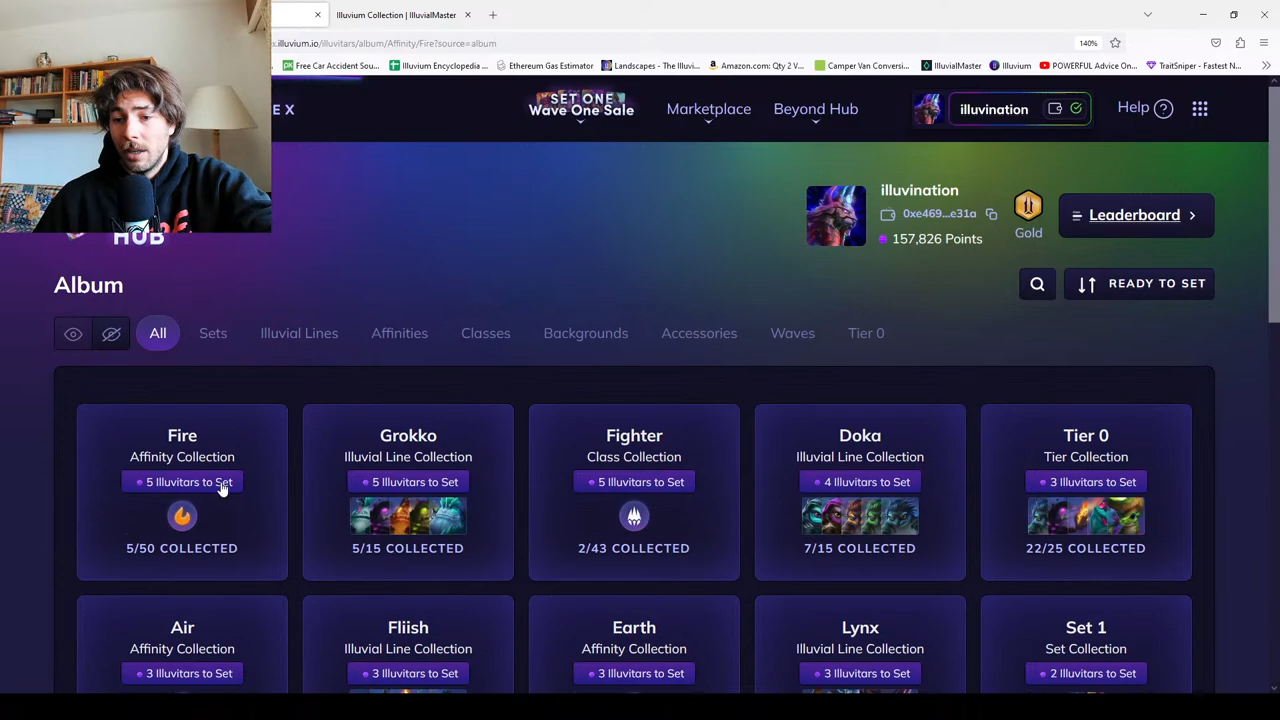 Illuvium Collection | IlluvialMaster
x.illuvium.io/illuvitars/album/Affinity/Fire?source=album
140%
Free Car Accident Sou...
Illuvium Encyclopedia ...
Ethereum Gas Estimator
Landscapes - The Illuvi...
Amazon.com: Qty 2 V...
Camper Van Conversi...
IlluvialMaster
Illuvium
POWERFUL Advice On...
TraitSniper - Fastest N...
E X
SET ONE
Wave One Sale
Marketplace
Beyond Hub
illuvination
Help ?
illuvination
0xe469...e31a
157,826 Points
Gold
Leaderboard
HUB
Album
READY TO SET
All
Sets
Illuvial Lines
Affinities
Classes
Backgrounds
Accessories
Waves
Tier 0
Fire
Affinity Collection
5 Illuvitars to Set
5/50 COLLECTED
Grokko
Illuvial Line Collection
5 Illuvitars to Set
5/15 COLLECTED
Fighter
Class Collection
5 Illuvitars to Set
2/43 COLLECTED
Doka
Illuvial Line Collection
4 Illuvitars to Set
7/15 COLLECTED
Tier 0
Tier Collection
3 Illuvitars to Set
22/25 COLLECTED
Air
Affinity Collection
3 Illuvitars to Set
Fliish
Illuvial Line Collection
3 Illuvitars to Set
Earth
Affinity Collection
3 Illuvitars to Set
Lynx
Illuvial Line Collection
3 Illuvitars to Set
Set 1
Set Collection
2 Illuvitars to Set